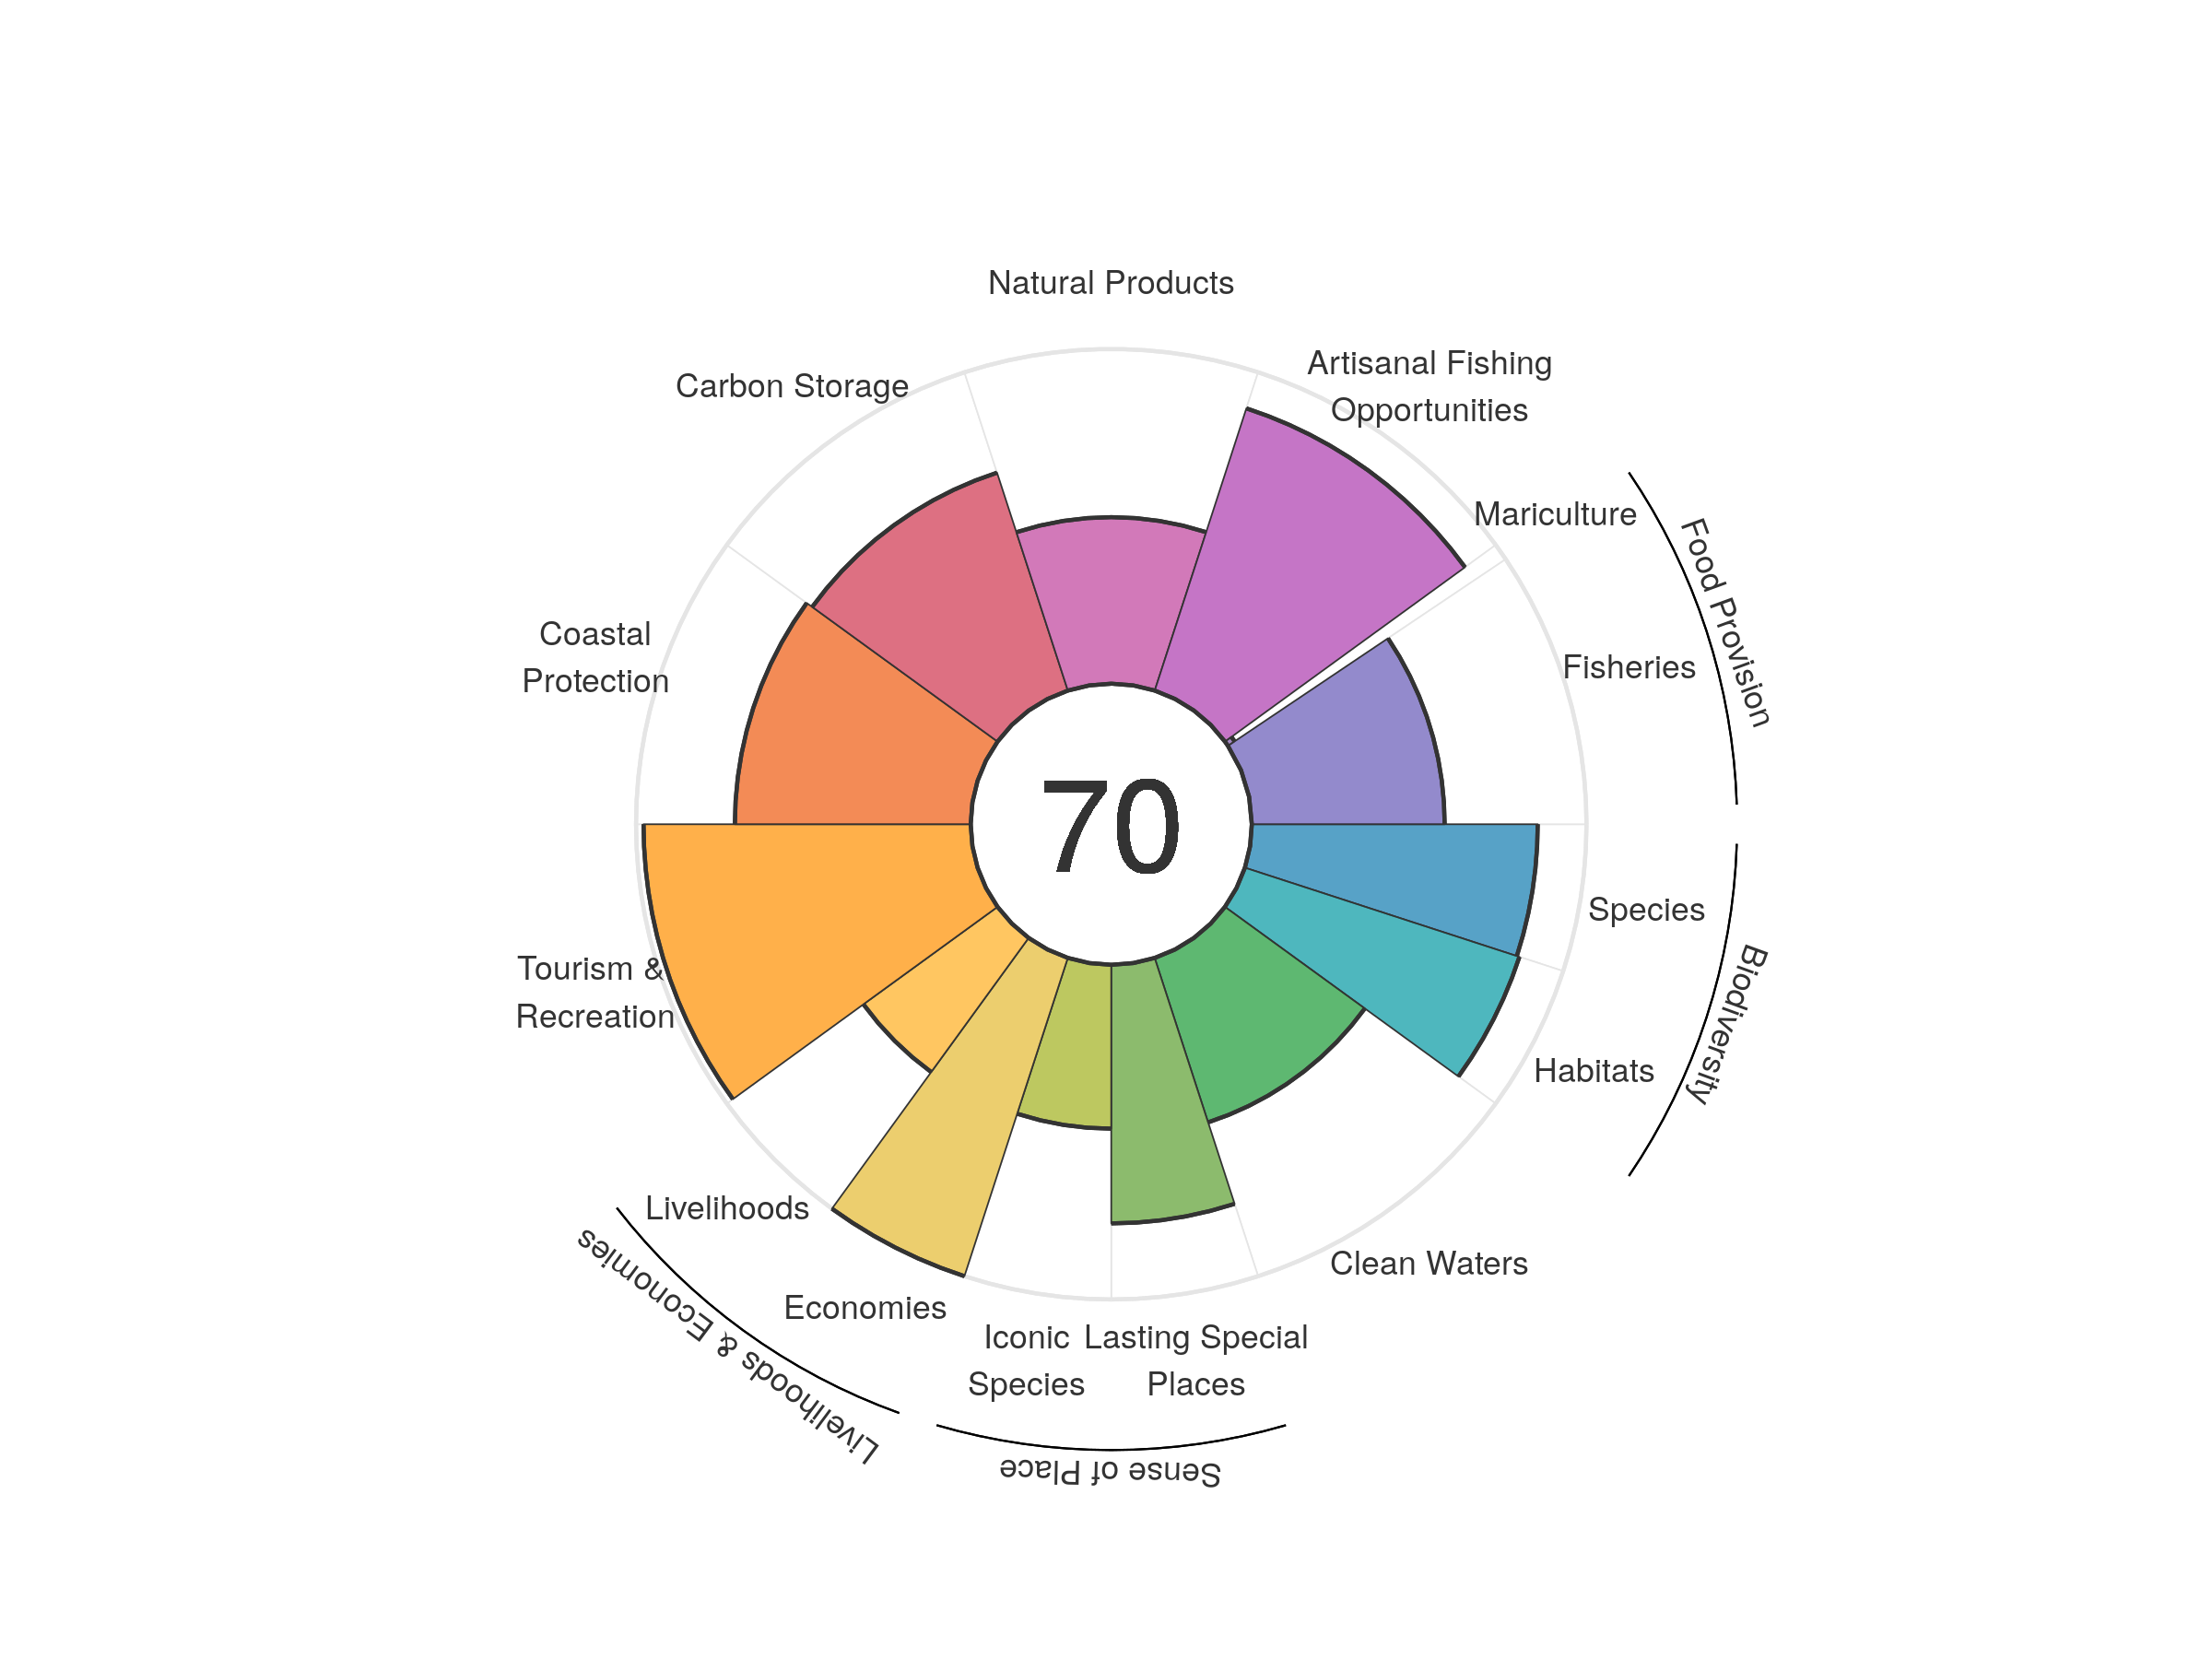 Natural Products
Artisanal Fishing
Opportunities
Carbon Storage
Mariculture
Food Provision
Coastal
Protection
Fisheries
70
Species
Biodiversity
Tourism &
Recreation
Habitats
Livelihoods
Livelihoods & Economies
Clean Waters
Economies
Iconic
Species
Lasting Special
Places
Sense of Place